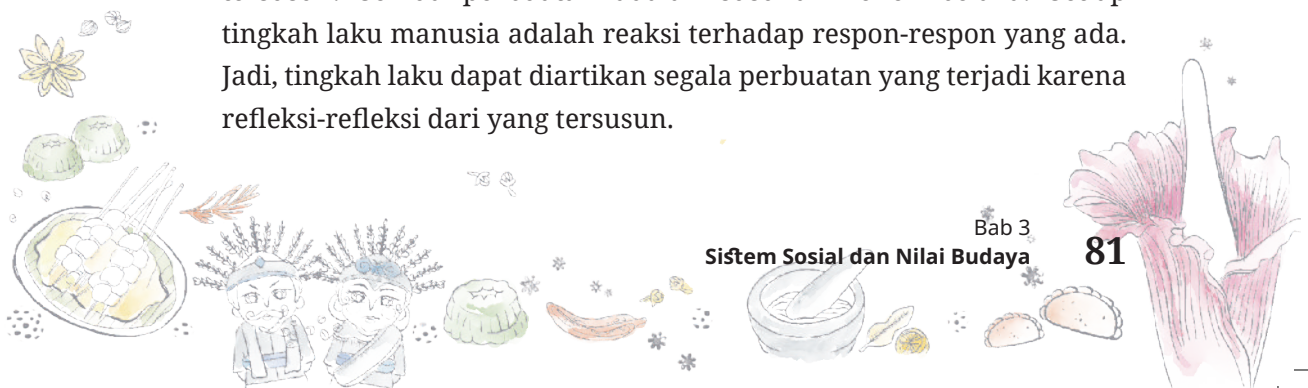 tingkah laku manusia adalah reaksi terhadap respon-respon yang ada.
Jadi, tingkah laku dapat diartikan segala perbuatan yang terjadi karena
refleksi-refleksi dari yang tersusun.
Bab 3
Sistem Sosial dan Nilai Budaya
81